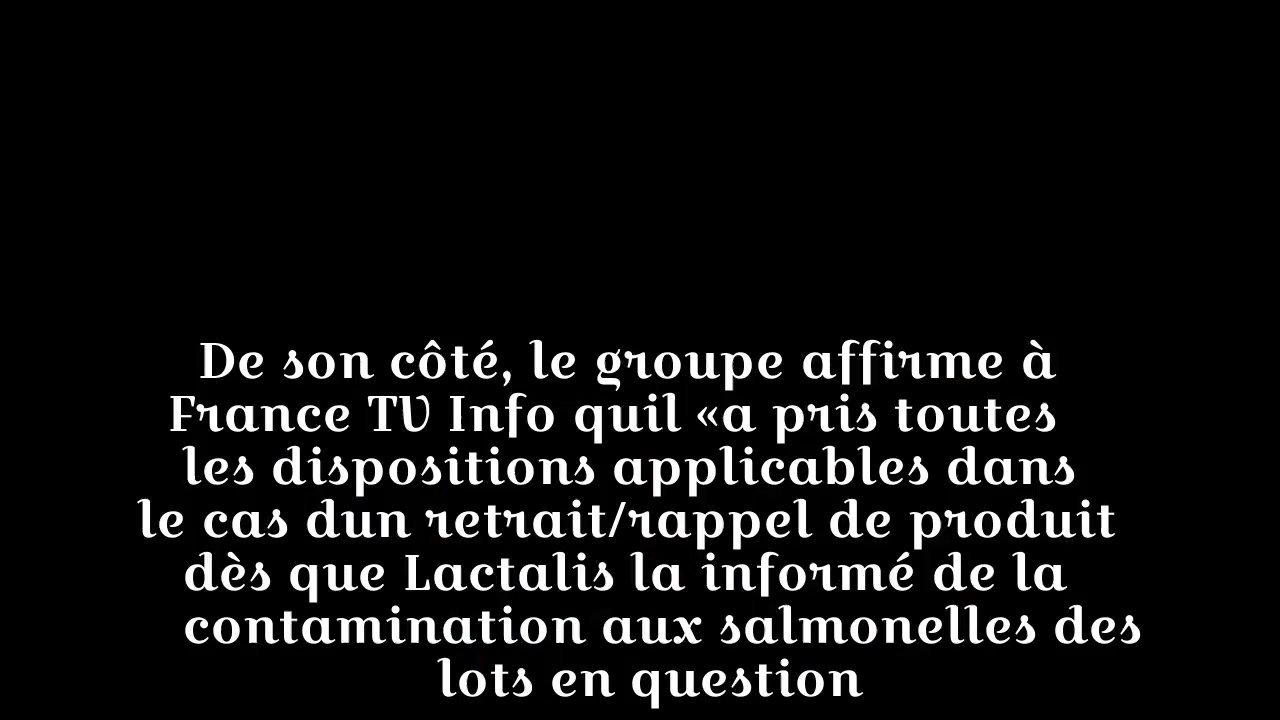 De son côté, le groupe affirme à
France TV Info quil «a pris toutes
les dispositions applicables dans
le cas dun retrait/rappel de produit
dès que Lactalis la informé de la
contamination aux salmonelles des
lots en question